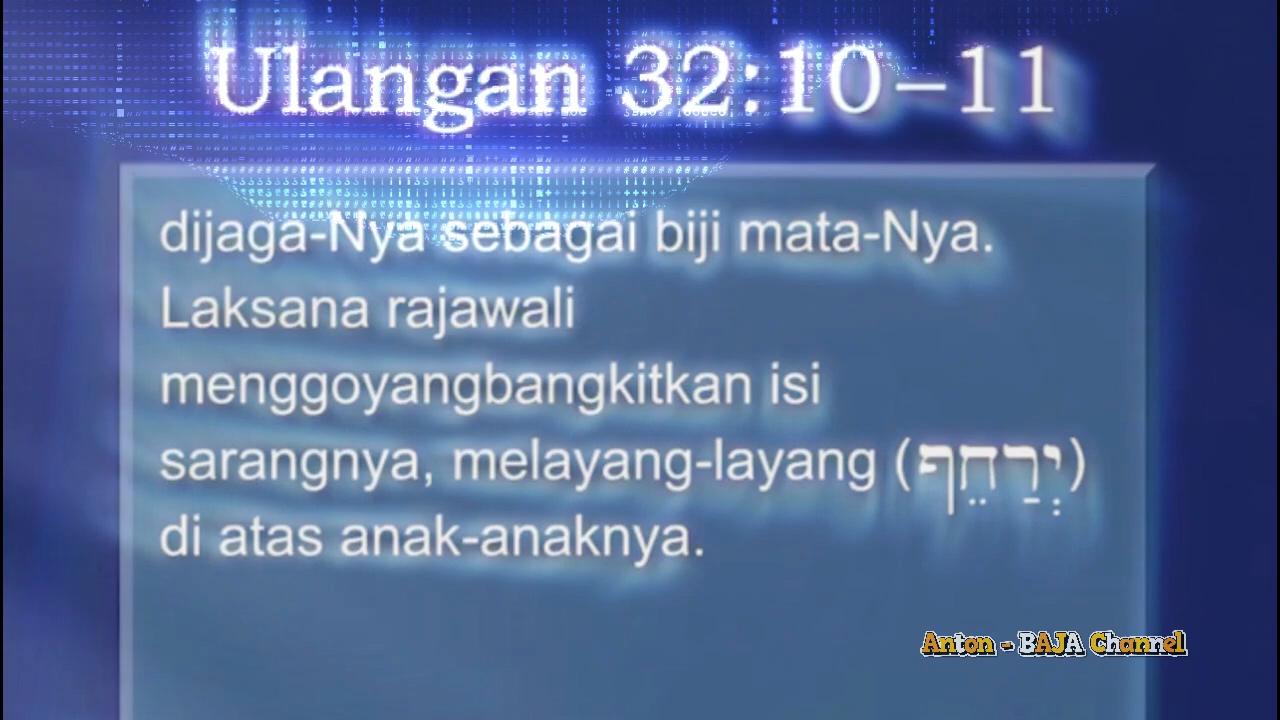 Ulangan 32:10–11
dijaga-Nya sebagai biji mata-Nya.
Laksana rajawali
menggoyangbangkitkan isi
sarangnya, melayang-layang (יְרַחֵף)
di atas anak-anaknya.
Anton - BAJA Channel